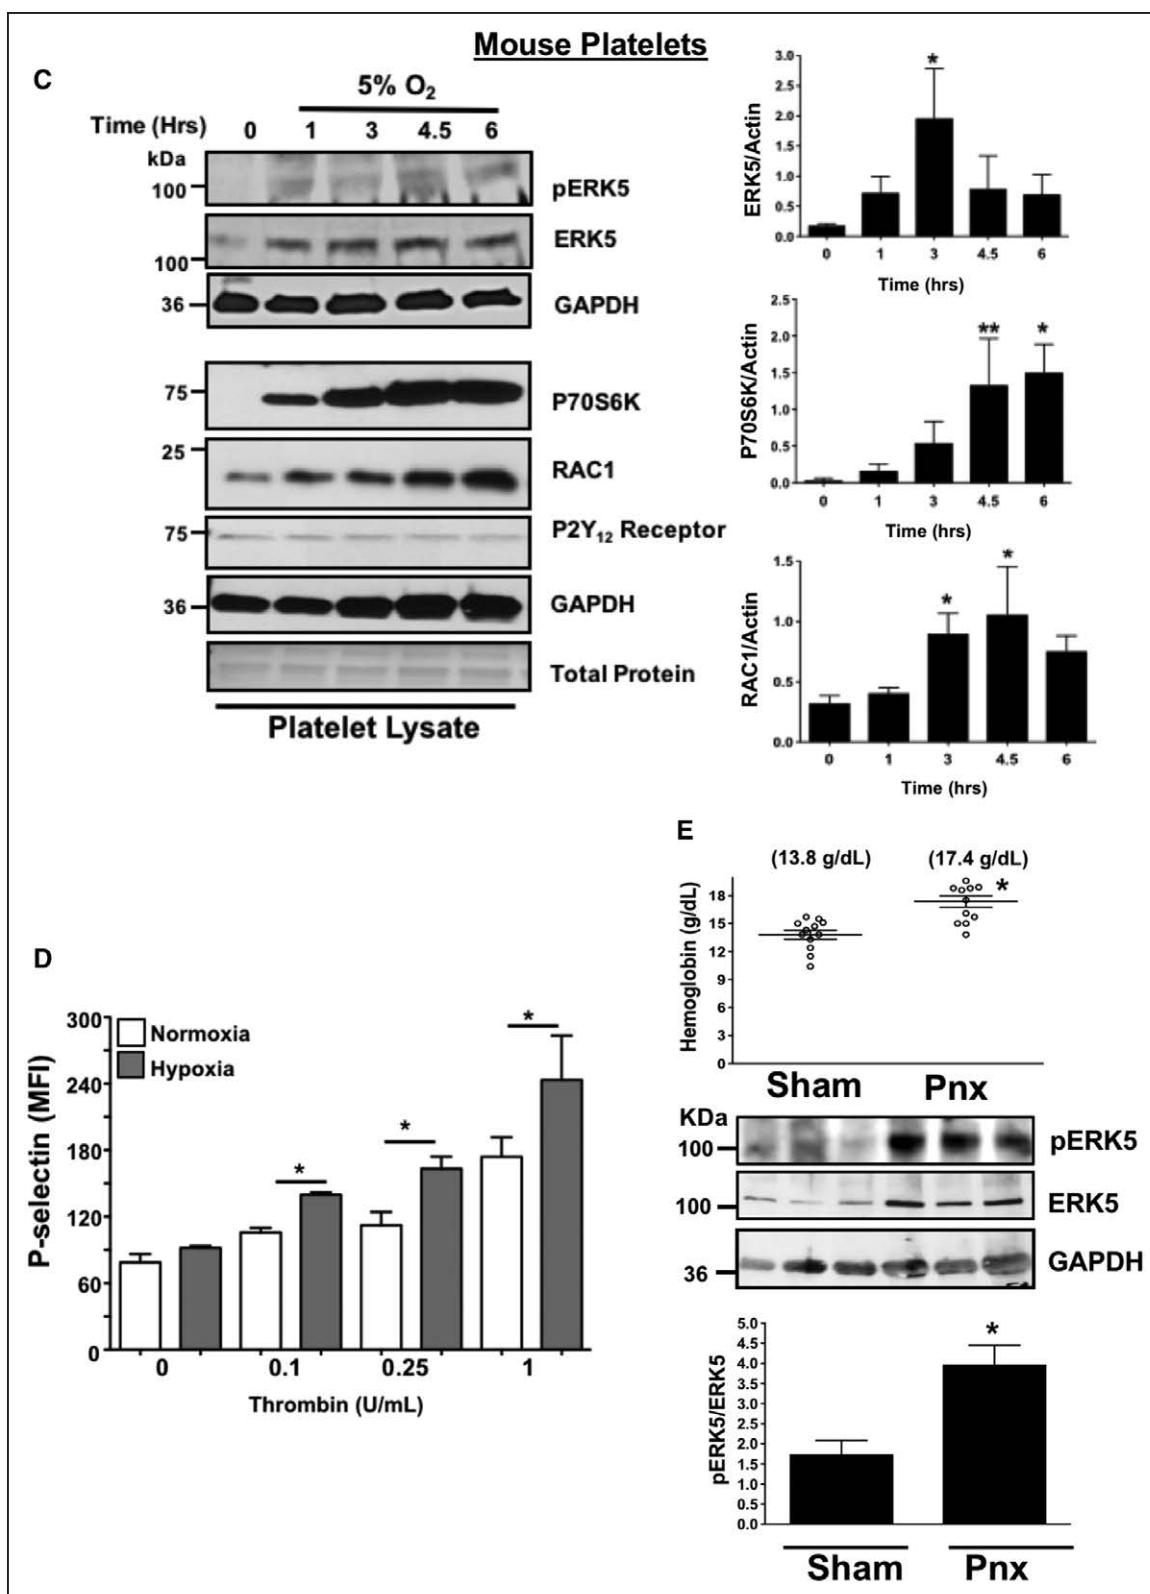 Mouse Platelets
C
5% O₂
Time (Hrs) 0 1 3 4.5 6
kDa
100
pERK5
ERK5
100
36
GAPDH
75
P70S6K
25
RAC1
75
P2Y₁₂ Receptor
36
GAPDH
Total Protein
Platelet Lysate
ERK5/Actin
3.0
2.5
2.0
1.5
1.0
0.5
0.0
*
0 1 3 4.5 6
Time (hrs)
P70S6K/Actin
2.5
2.0
1.5
1.0
0.5
0.0
** *
0 1 3 4.5 6
Time (hrs)
RAC1/Actin
1.5
1.0
0.5
0.0
* *
0 1 3 4.5 6
Time (hrs)
D
P-selectin (MFI)
300
240
180
120
60
0
Normoxia
Hypoxia
* * *
0 0.1 0.25 1
Thrombin (U/mL)
E
(13.8 g/dL) (17.4 g/dL)
*
Hemoglobin (g/dL)
18
15
12
9
6
3
0
Sham Pnx
KDa
100
pERK5
100
ERK5
36
GAPDH
pERK5/ERK5
5.0
4.5
4.0
3.5
3.0
2.5
2.0
1.5
1.0
0.5
0.0
*
Sham Pnx